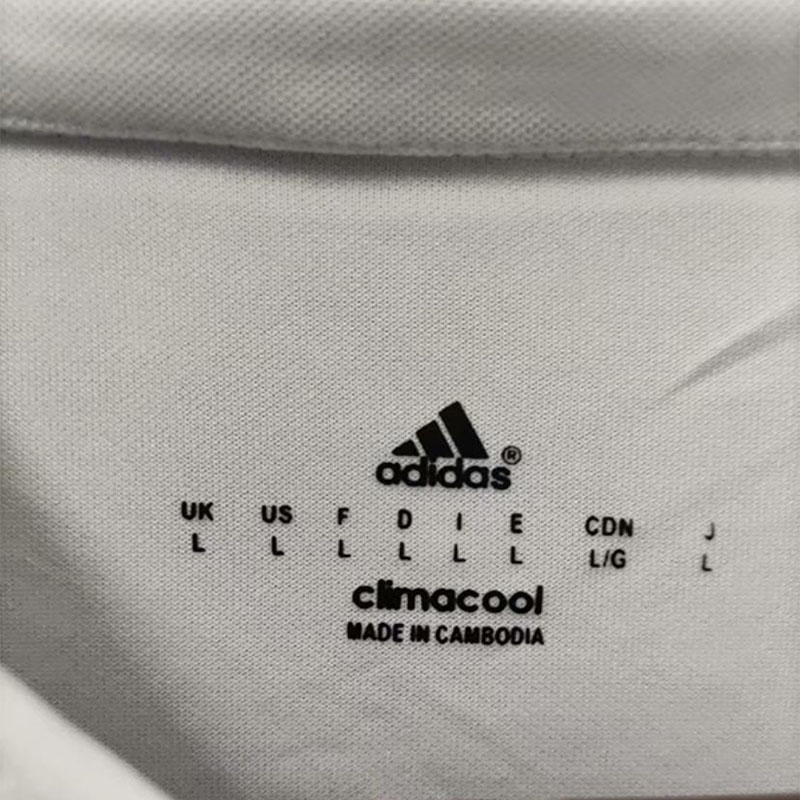 adidas®
UK US F D I E CDN J
L L L L L L L/G L
climacool
MADE IN CAMBODIA